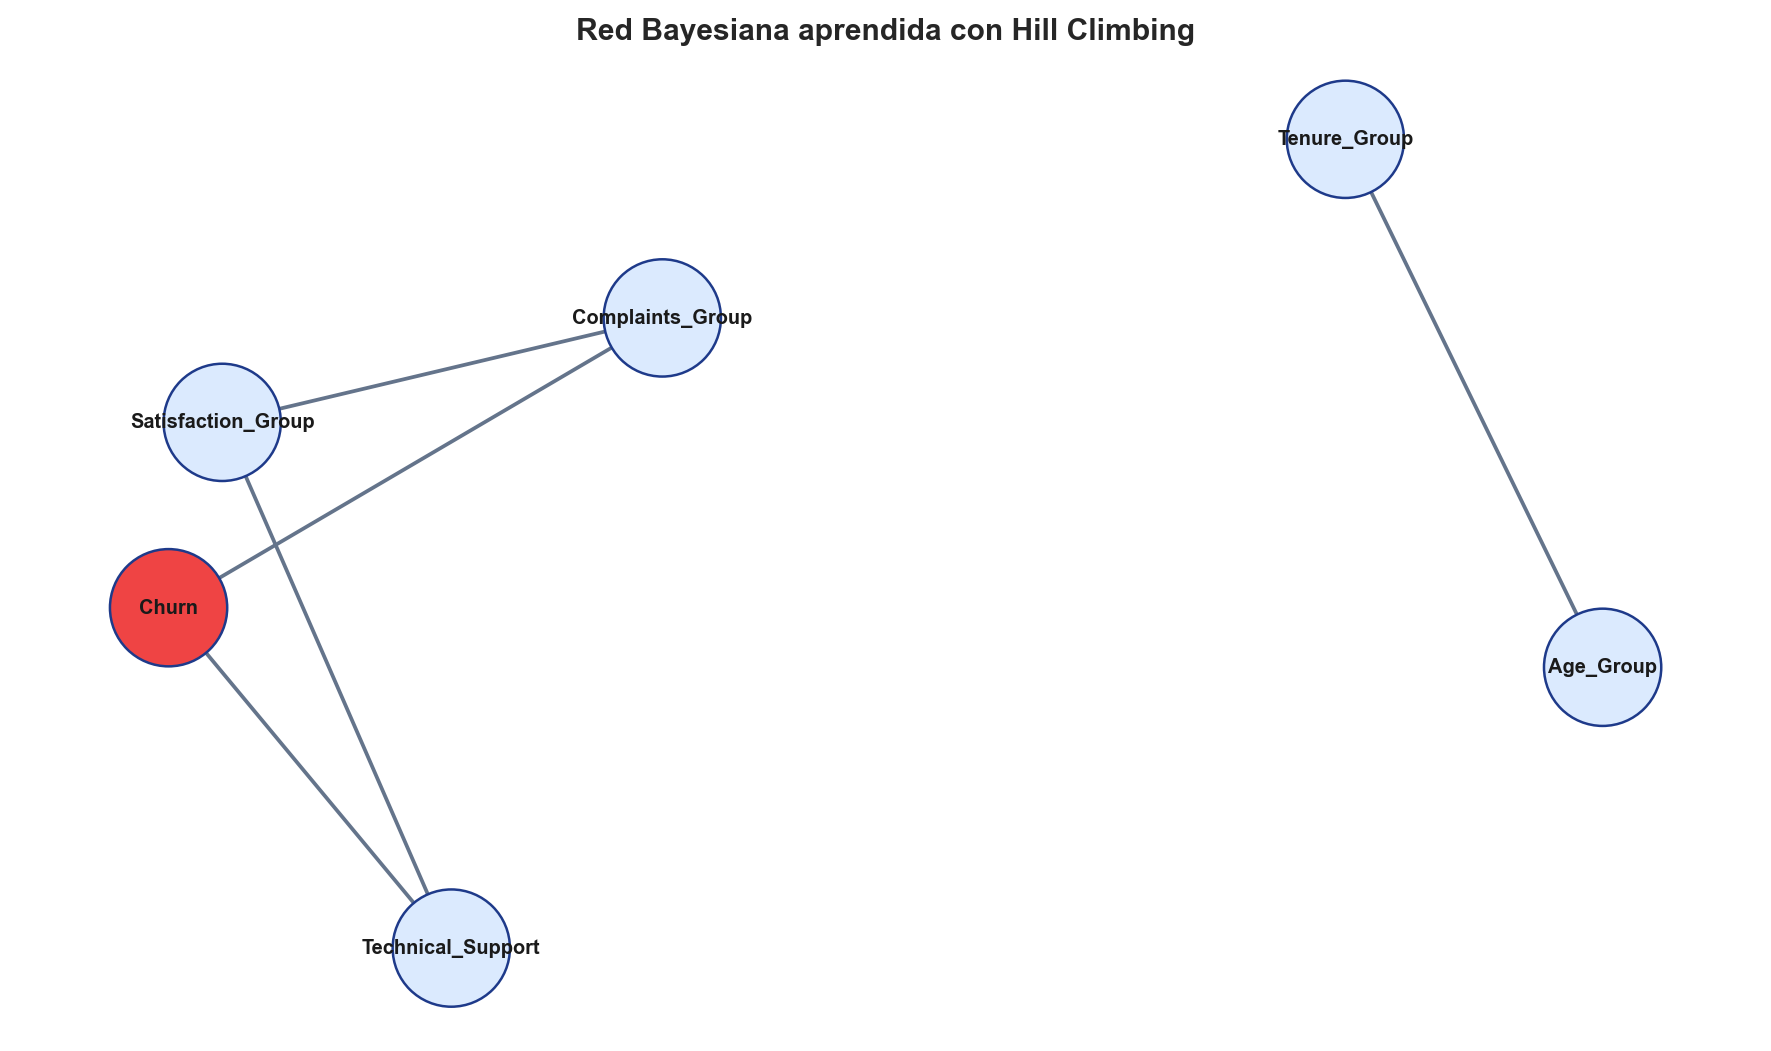 Red Bayesiana aprendida con Hill Climbing
Tenure_Group
Complaints_Group
Satisfaction_Group
Churn
Age_Group
Technical_Support